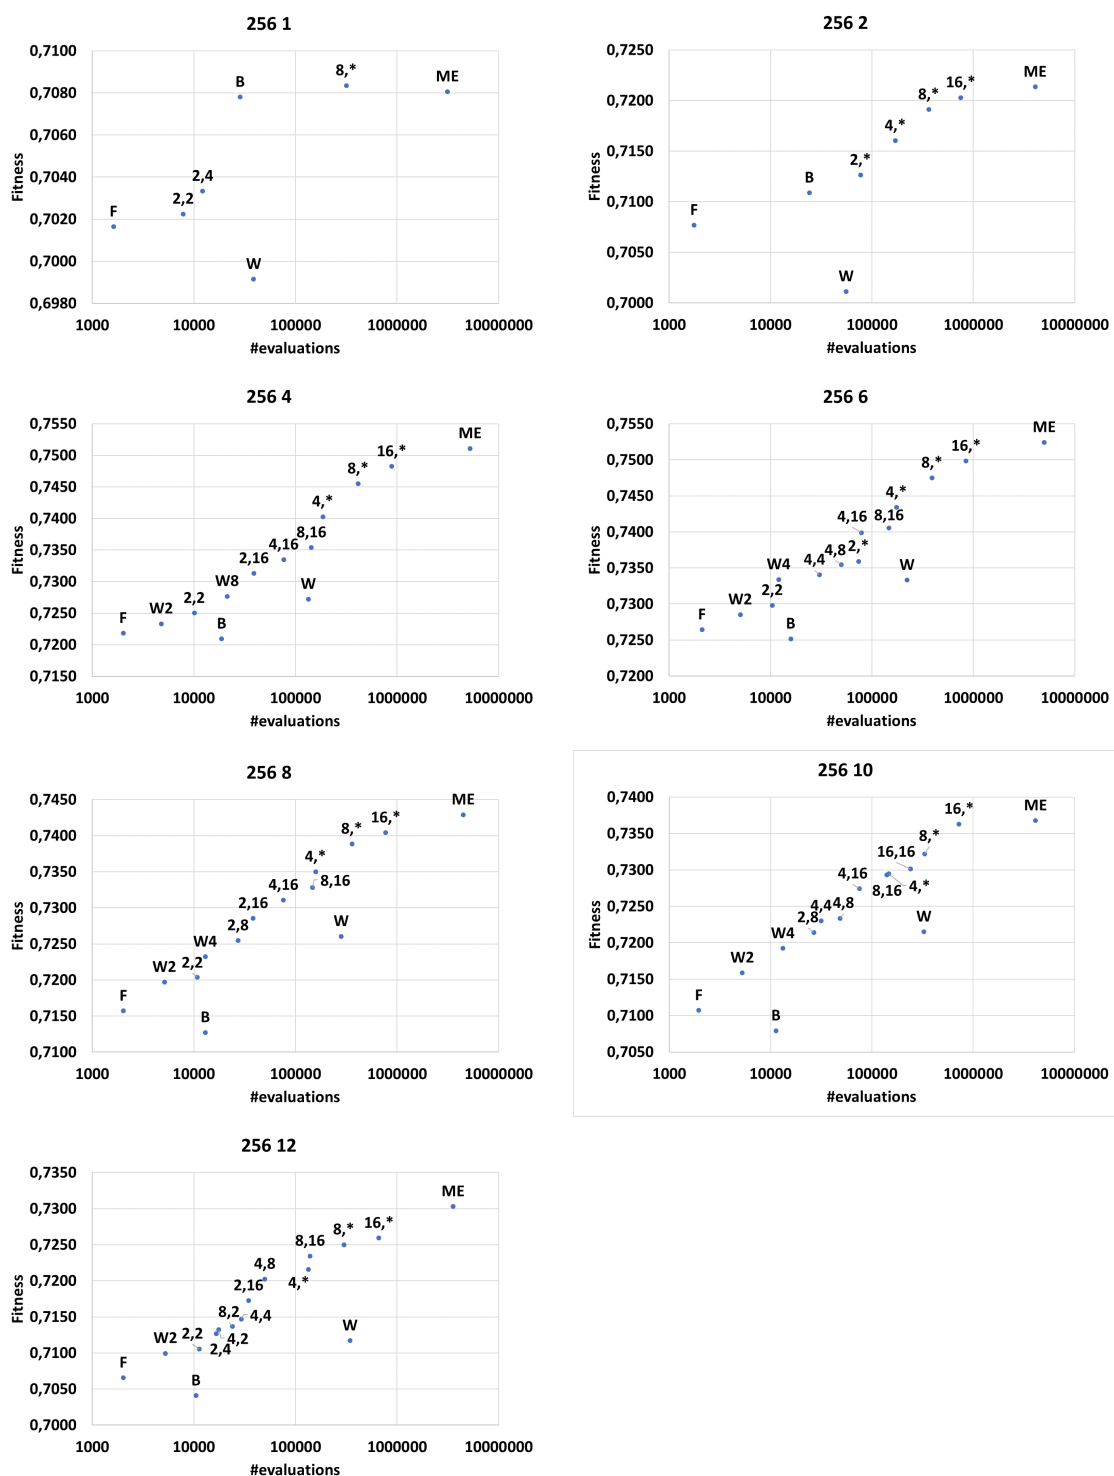 256 1
0,7100
0,7080
0,7060
0,7040
0,7020
0,7000
0,6980
Fitness
F
2,2
2,4
B
W
8,*
ME
1000 10000 100000 1000000 10000000
#evaluations
256 2
0,7250
0,7200
0,7150
0,7100
0,7050
0,7000
Fitness
F
B
W
2,*
4,*
8,*
16,*
ME
1000 10000 100000 1000000 10000000
#evaluations
256 4
0,7550
0,7500
0,7450
0,7400
0,7350
0,7300
0,7250
0,7200
0,7150
Fitness
F
W2
2,2
B
W8
2,16
4,16
8,16
W
4,*
8,*
16,*
ME
1000 10000 100000 1000000 10000000
#evaluations
256 6
0,7550
0,7500
0,7450
0,7400
0,7350
0,7300
0,7250
0,7200
Fitness
F
W2
2,2
W4
B
4,4
4,8
2,*
4,16
8,16
4,*
W
8,*
16,*
ME
1000 10000 100000 1000000 10000000
#evaluations
256 8
0,7450
0,7400
0,7350
0,7300
0,7250
0,7200
0,7150
0,7100
Fitness
F
W2
2,2
W4
B
2,8
2,16
4,16
8,16
4,*
W
8,*
16,*
ME
1000 10000 100000 1000000 10000000
#evaluations
256 10
0,7400
0,7350
0,7300
0,7250
0,7200
0,7150
0,7100
0,7050
Fitness
F
W2
B
W4
2,8
4,4
4,8
4,16
8,16
4,*
16,16
W
8,*
16,*
ME
1000 10000 100000 1000000 10000000
#evaluations
256 12
0,7350
0,7300
0,7250
0,7200
0,7150
0,7100
0,7050
0,7000
Fitness
F
W2
B
2,2
2,4
4,2
8,2
4,4
2,16
4,8
4,*
8,16
W
8,*
16,*
ME
1000 10000 100000 1000000 10000000
#evaluations